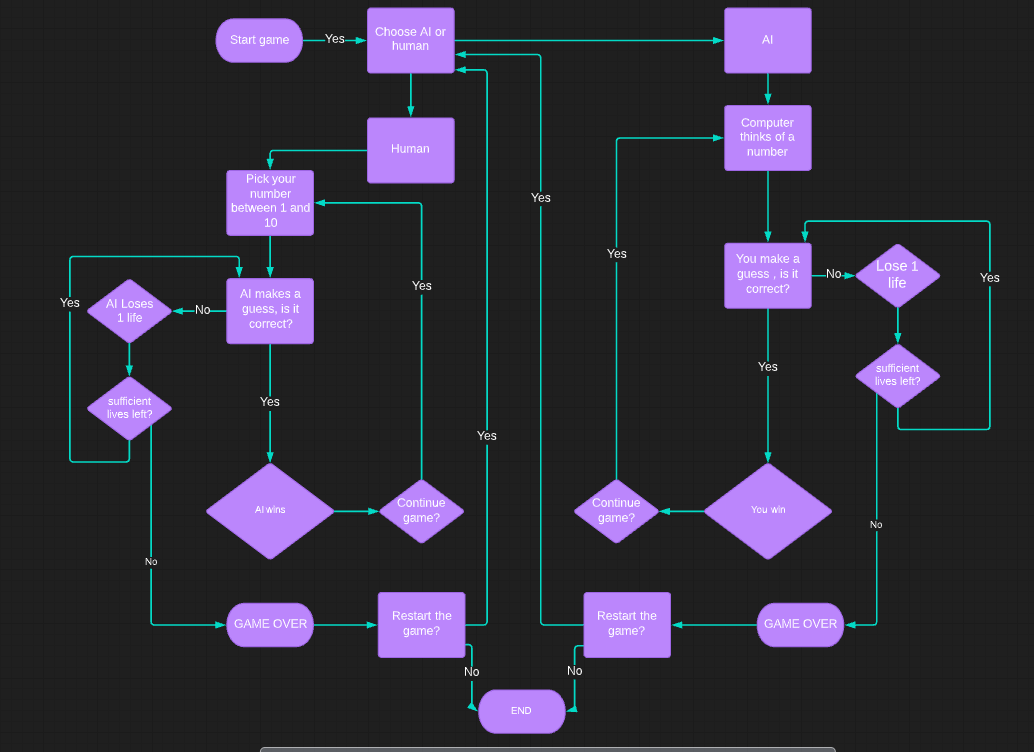 Start game
Yes
Choose AI or
human
AI
Human
Computer
thinks of a
number
Pick your
number
between 1 and
10
Yes
Yes
Yes
You make a
guess , is it
correct?
No
Lose 1
life
Yes
AI makes a
guess, is it
correct?
No
AI Loses
1 life
Yes
sufficient
lives left?
Yes
Yes
sufficient
lives left?
Yes
Yes
AI wins
Continue
game?
Continue
game?
You win
No
No
GAME OVER
Restart the
game?
Restart the
game?
GAME OVER
No
No
END